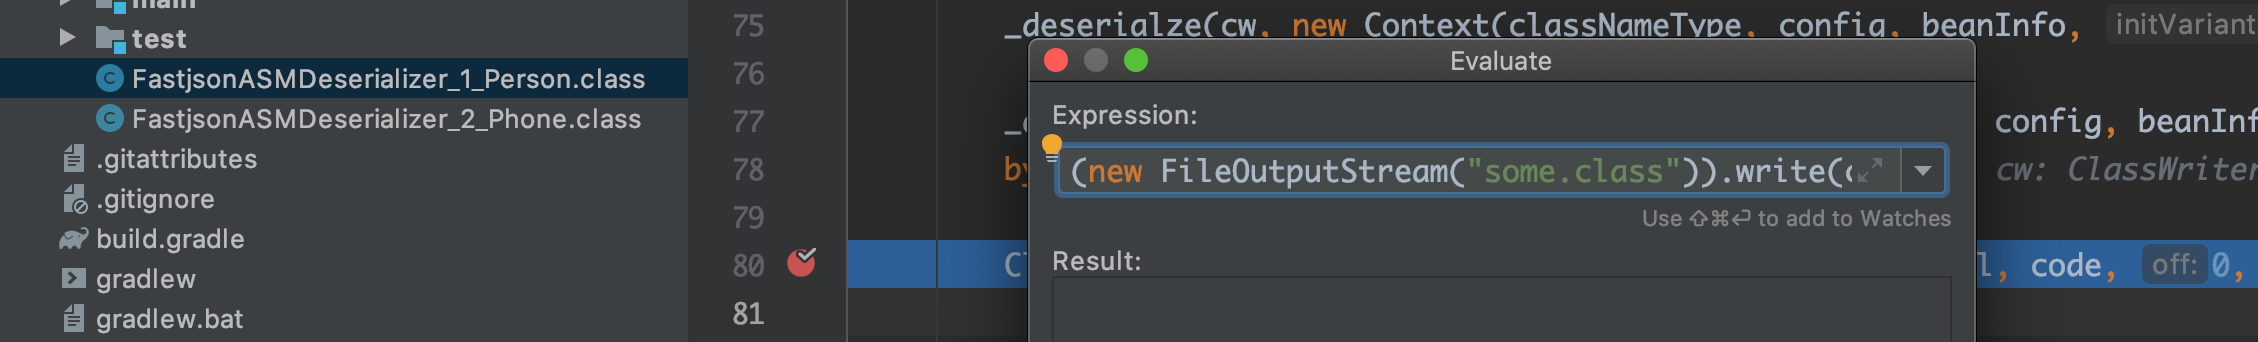 main
test
FastjsonASMDeserializer_1_Person.class
FastjsonASMDeserializer_2_Phone.class
.gitattributes
.gitignore
build.gradle
gradlew
gradlew.bat
75 _deserialze(cw, new Context(classNameType, config, beanInfo, initVariant
76
77 config, beanInf
78 by cw: ClassWriter
79
80 code, off: 0,
81
Evaluate
Expression:
(new FileOutputStream("some.class")).write(
Use ⇧⌘↩ to add to Watches
Result: